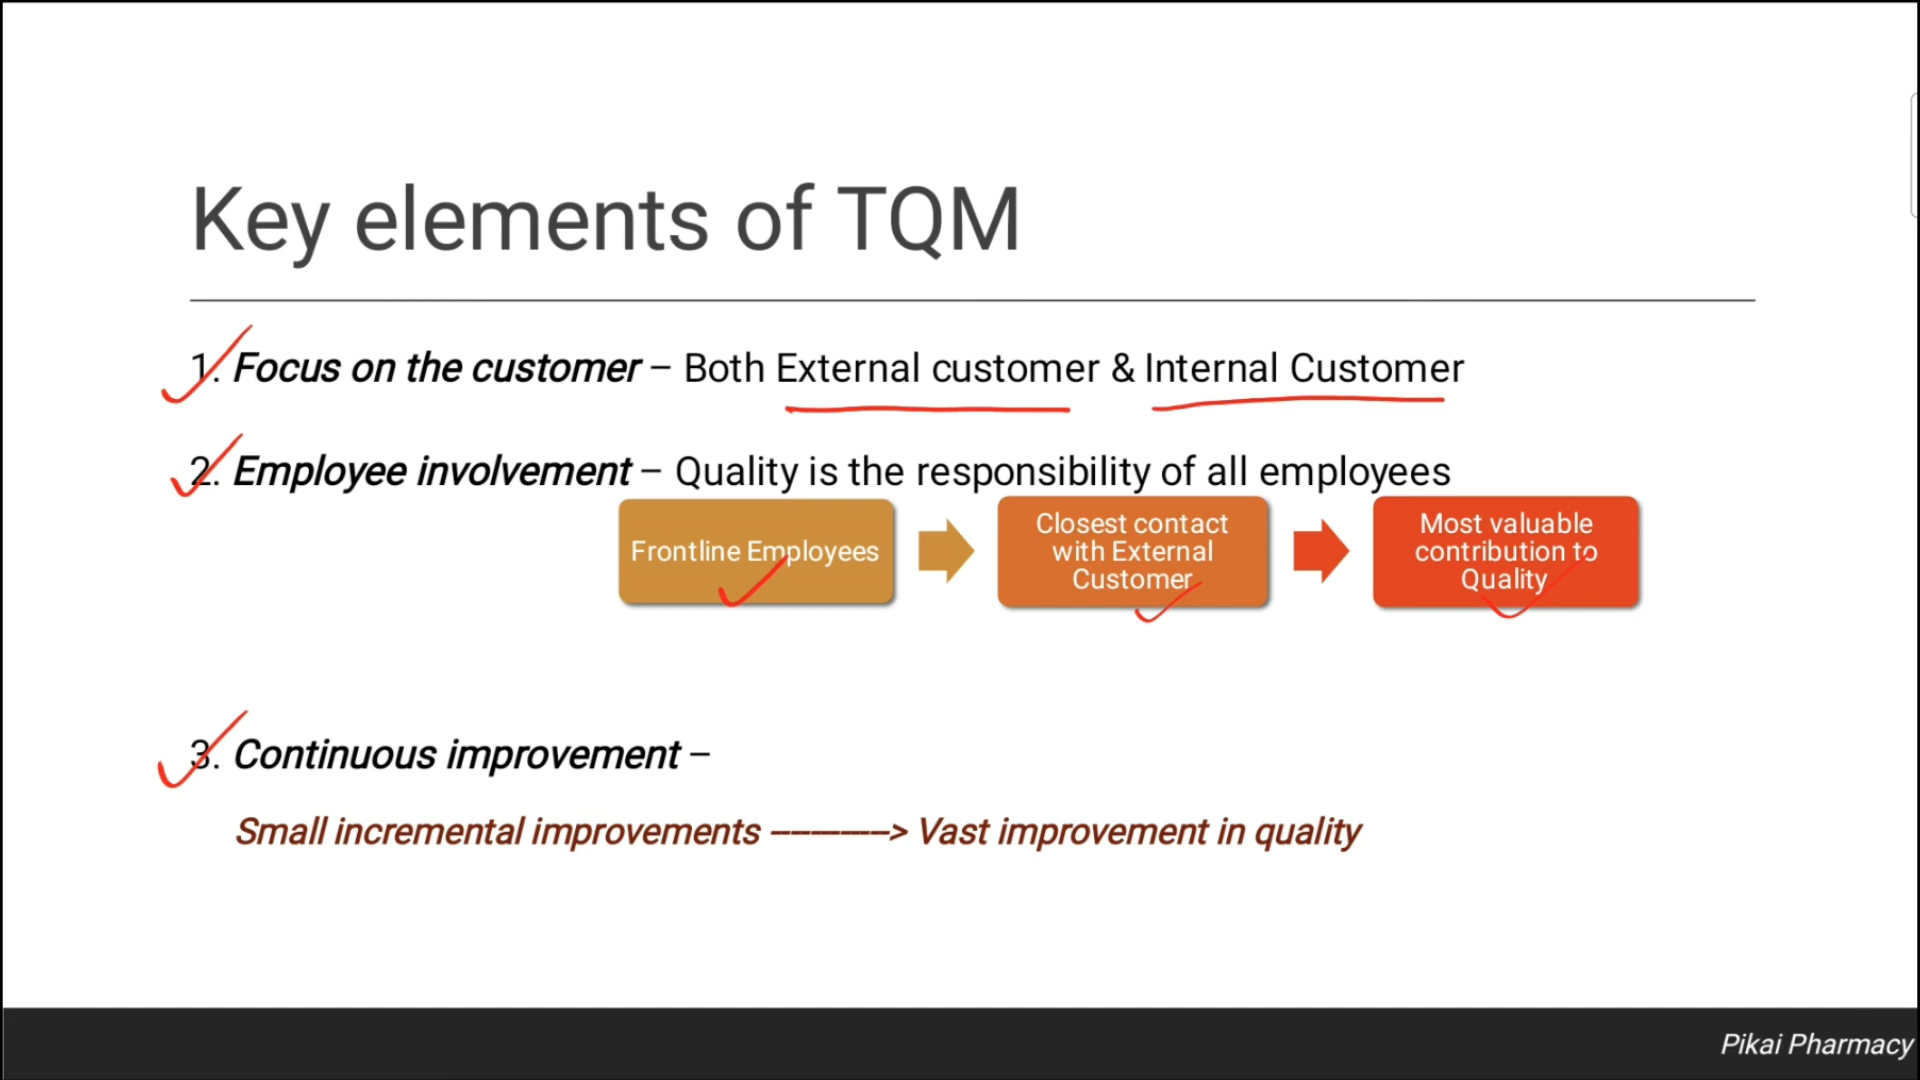 Key elements of TQM
1. Focus on the customer – Both External customer & Internal Customer
2. Employee involvement – Quality is the responsibility of all employees
Frontline Employees
Closest contact
with External
Customer
Most valuable
contribution to
Quality
3. Continuous improvement –
Small incremental improvements ————> Vast improvement in quality
Pikai Pharmacy